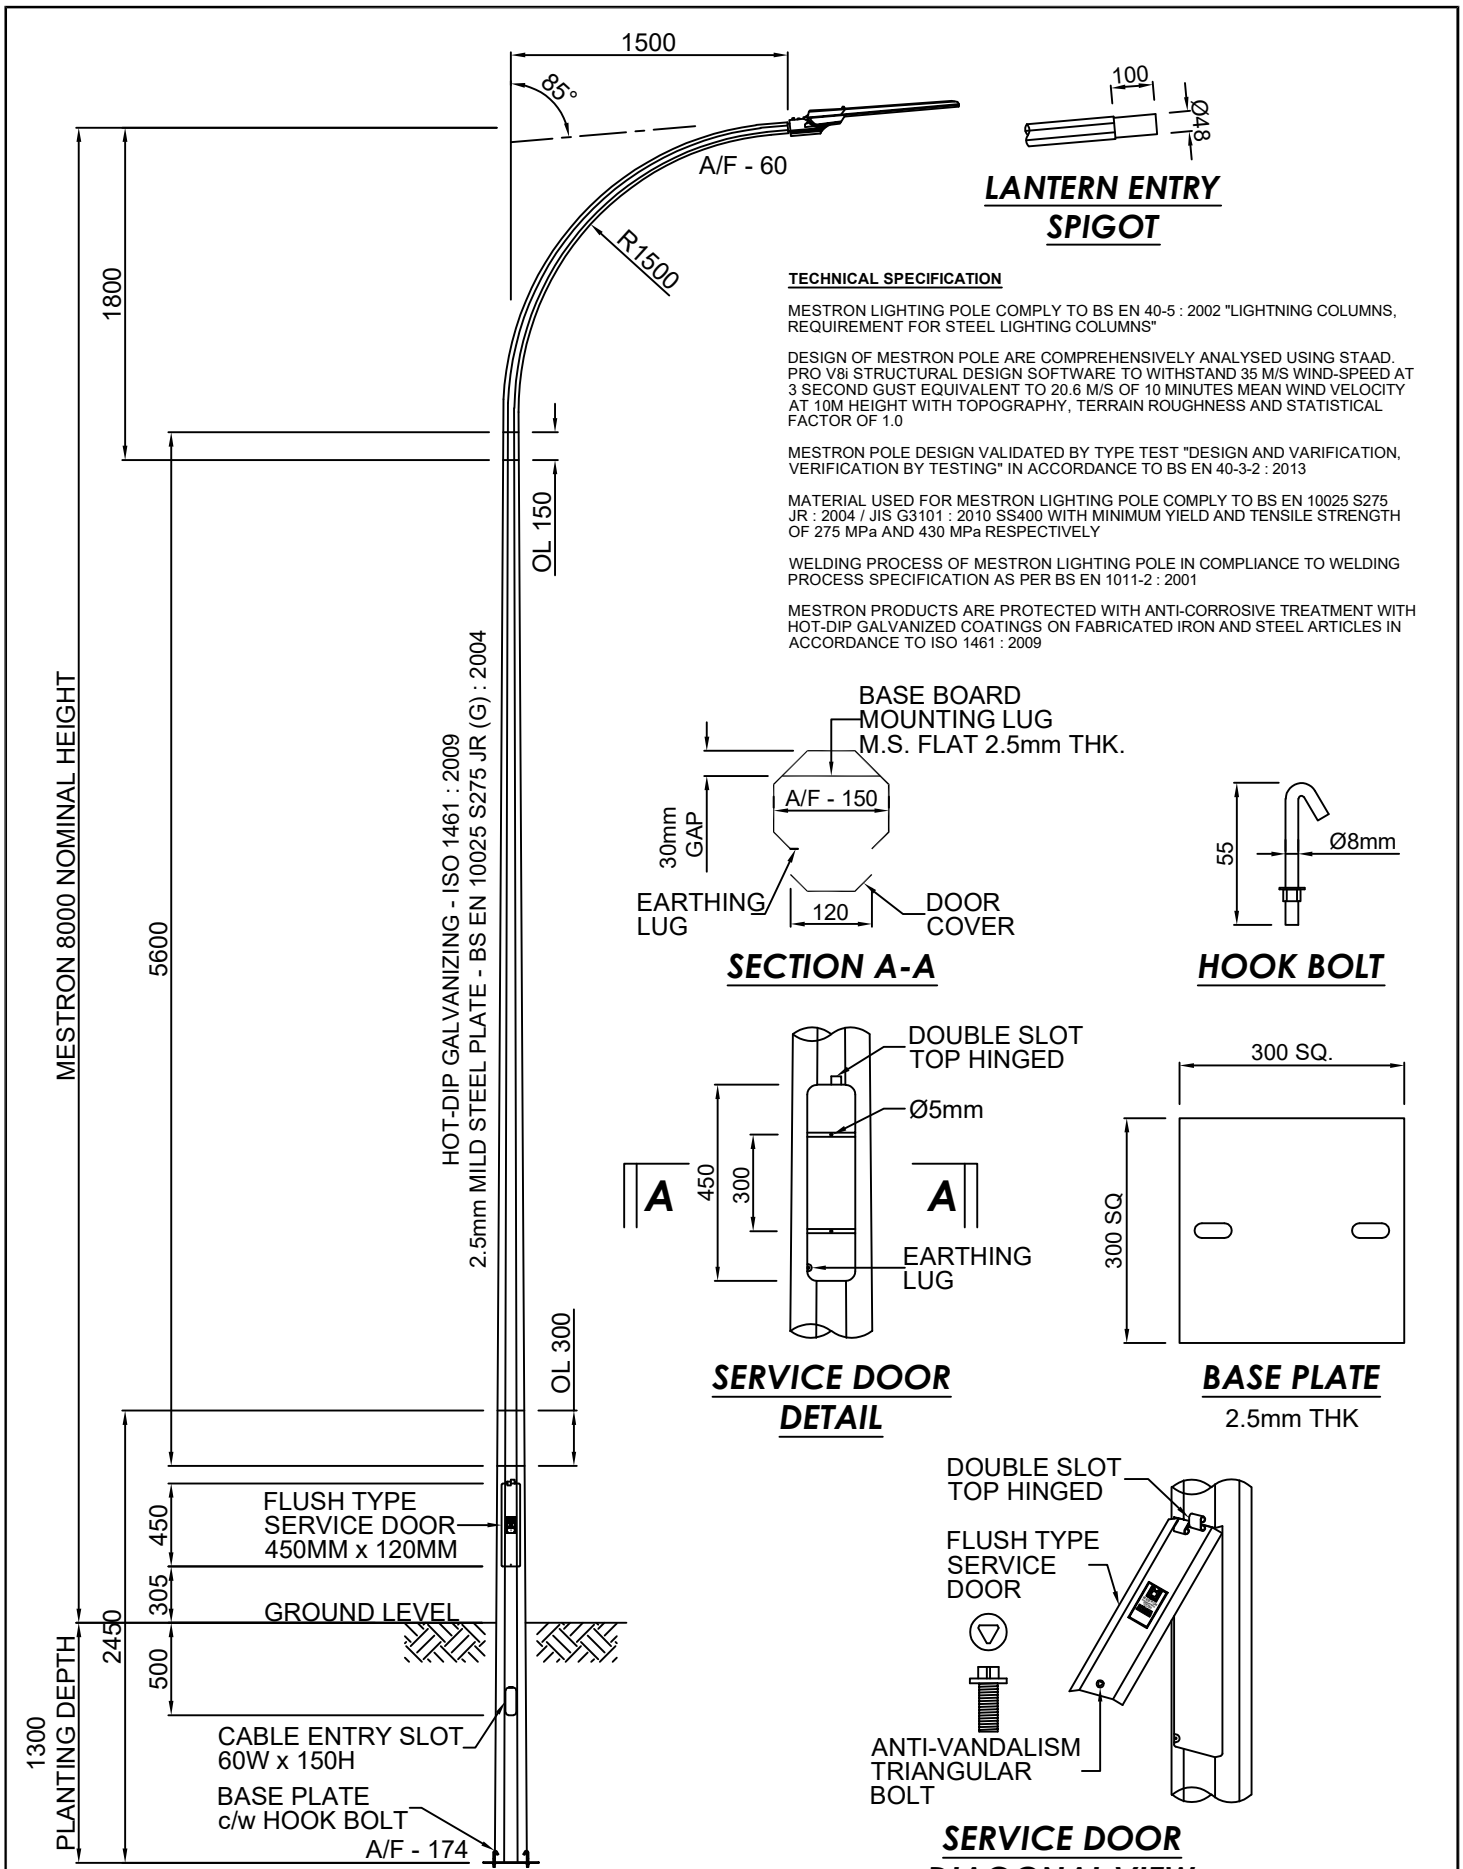 1500
85°
A/F - 60
R1500
1800
100
Ø48
LANTERN ENTRY
SPIGOT
TECHNICAL SPECIFICATION
MESTRON LIGHTING POLE COMPLY TO BS EN 40-5 : 2002 "LIGHTNING COLUMNS,
REQUIREMENT FOR STEEL LIGHTING COLUMNS"
DESIGN OF MESTRON POLE ARE COMPREHENSIVELY ANALYSED USING STAAD.
PRO V8i STRUCTURAL DESIGN SOFTWARE TO WITHSTAND 35 M/S WIND-SPEED AT
3 SECOND GUST EQUIVALENT TO 20.6 M/S OF 10 MINUTES MEAN WIND VELOCITY
AT 10M HEIGHT WITH TOPOGRAPHY, TERRAIN ROUGHNESS AND STATISTICAL
FACTOR OF 1.0
MESTRON POLE DESIGN VALIDATED BY TYPE TEST "DESIGN AND VARIFICATION,
VERIFICATION BY TESTING" IN ACCORDANCE TO BS EN 40-3-2 : 2013
MATERIAL USED FOR MESTRON LIGHTING POLE COMPLY TO BS EN 10025 S275
JR : 2004 / JIS G3101 : 2010 SS400 WITH MINIMUM YIELD AND TENSILE STRENGTH
OF 275 MPa AND 430 MPa RESPECTIVELY
WELDING PROCESS OF MESTRON LIGHTING POLE IN COMPLIANCE TO WELDING
PROCESS SPECIFICATION AS PER BS EN 1011-2 : 2001
MESTRON PRODUCTS ARE PROTECTED WITH ANTI-CORROSIVE TREATMENT WITH
HOT-DIP GALVANIZED COATINGS ON FABRICATED IRON AND STEEL ARTICLES IN
ACCORDANCE TO ISO 1461 : 2009
OL 150
MESTRON 8000 NOMINAL HEIGHT
5600
HOT-DIP GALVANIZING - ISO 1461 : 2009
2.5mm MILD STEEL PLATE - BS EN 10025 S275 JR (G) : 2004
BASE BOARD
MOUNTING LUG
M.S. FLAT 2.5mm THK.
A/F - 150
30mm
GAP
EARTHING
LUG
120
DOOR
COVER
SECTION A-A
55
Ø8mm
HOOK BOLT
DOUBLE SLOT
TOP HINGED
Ø5mm
450
300
A
A
EARTHING
LUG
SERVICE DOOR
DETAIL
300 SQ.
300 SQ
BASE PLATE
2.5mm THK
OL 300
450
FLUSH TYPE
SERVICE DOOR
450MM x 120MM
305
GROUND LEVEL
2450
500
1300
PLANTING DEPTH
CABLE ENTRY SLOT
60W x 150H
BASE PLATE
c/w HOOK BOLT
A/F - 174
DOUBLE SLOT
TOP HINGED
FLUSH TYPE
SERVICE
DOOR
ANTI-VANDALISM
TRIANGULAR
BOLT
SERVICE DOOR
DIAGONAL VIEW